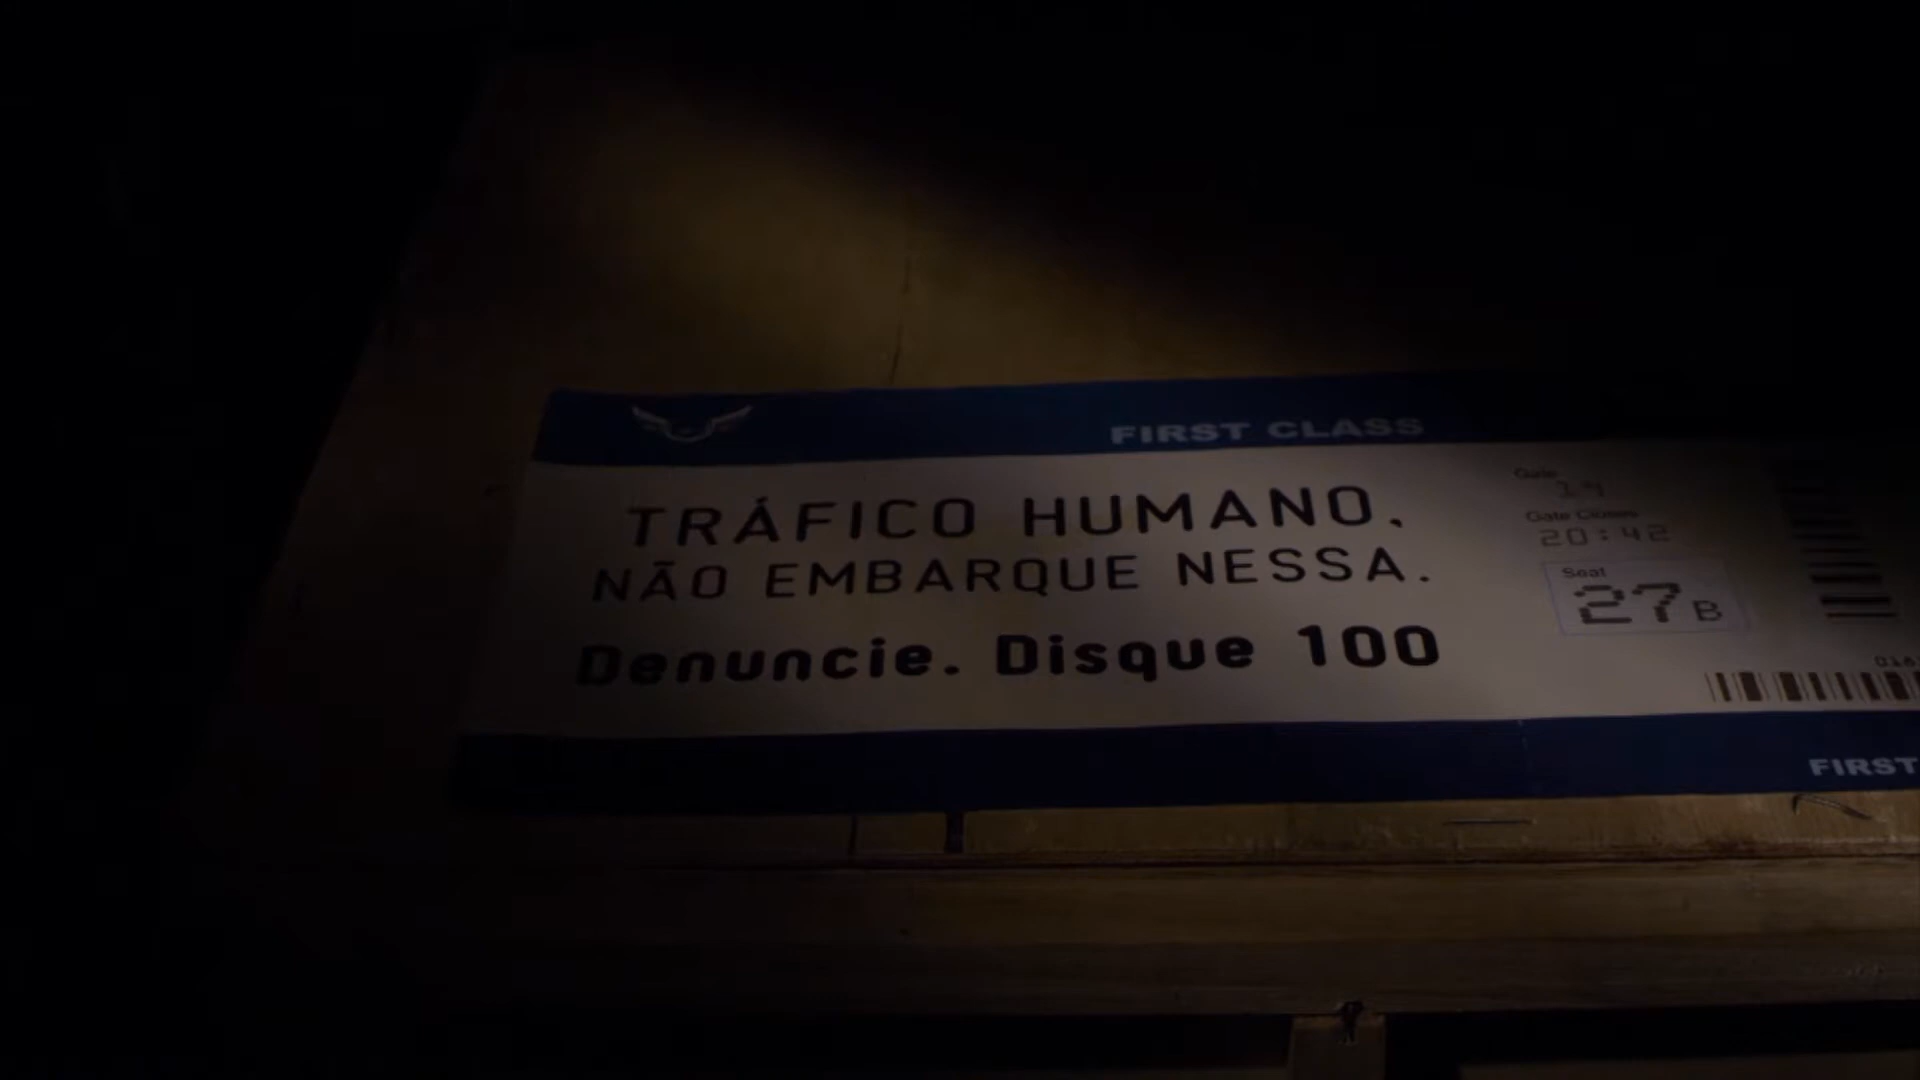 FIRST CLASS
TRÁFICO HUMANO,
NÃO EMBARQUE NESSA.
Denuncie. Disque 100
Gate
Gate Closes
20:42
Seat
27B
FIRST